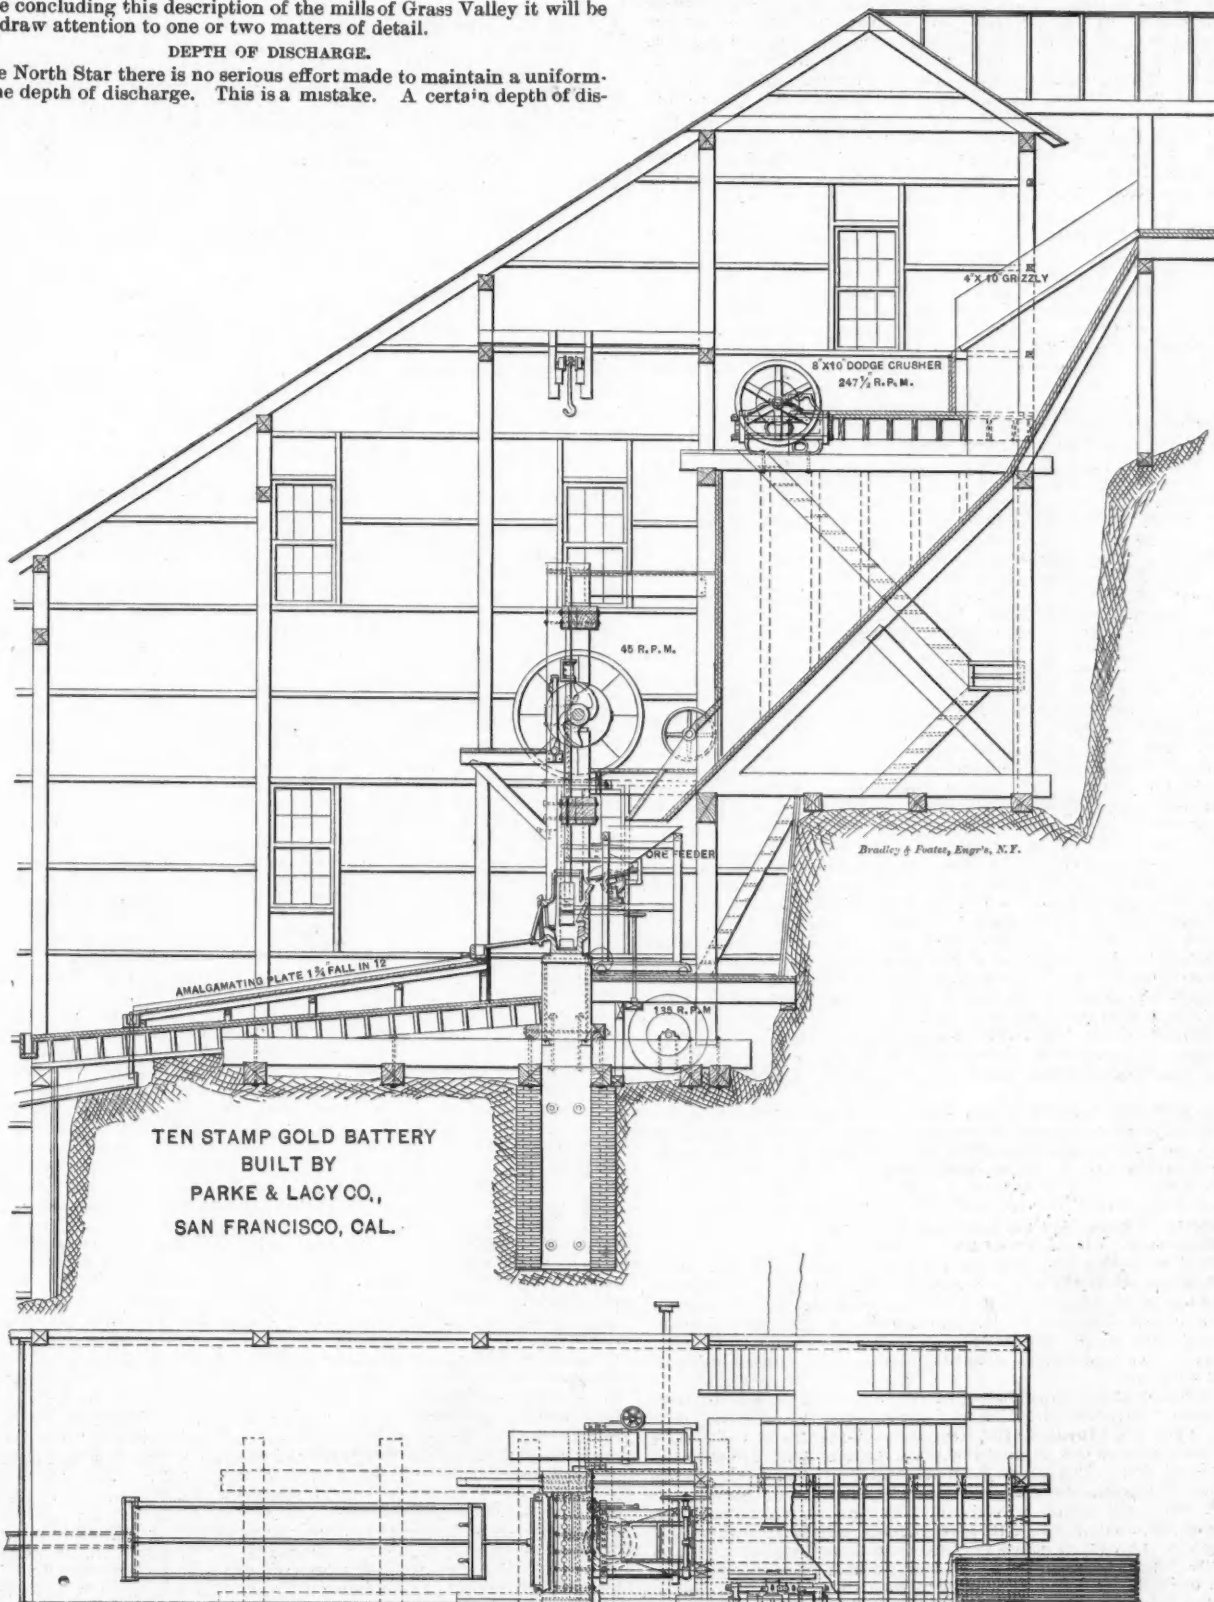 e concluding this description of the mills of Grass Valley it will be
draw attention to one or two matters of detail.
DEPTH OF DISCHARGE.
e North Star there is no serious effort made to maintain a uniform-
ne depth of discharge. This is a mistake. A certain depth of dis-
4"X 10" GRIZZLY
8"X10" DODGE CRUSHER
247½ R.P.M.
45 R.P.M.
ORE FEEDER
Bradley & Poates, Engr's, N.Y.
AMALGAMATING PLATE 1¾" FALL IN 12
135 R.P.M
TEN STAMP GOLD BATTERY
BUILT BY
PARKE & LACY CO.,
SAN FRANCISCO, CAL.